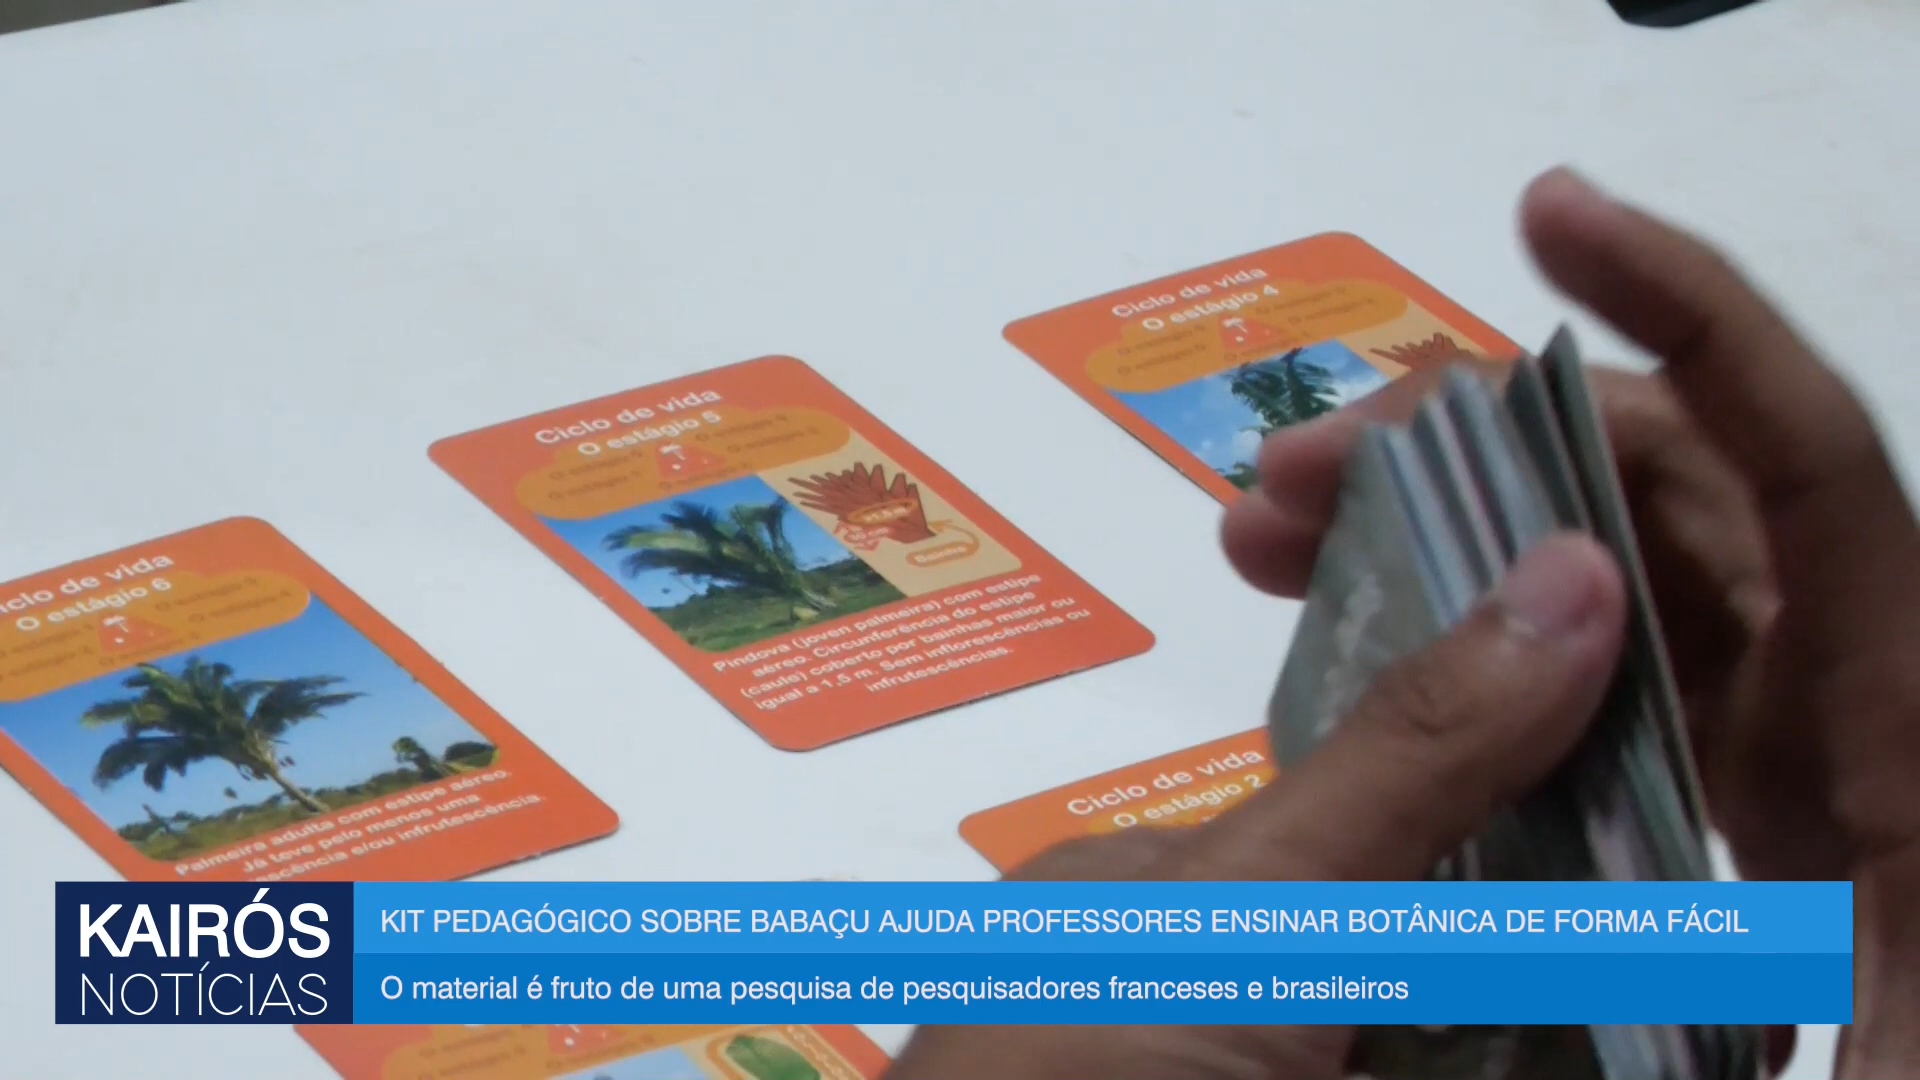 Ciclo de vida
O estágio 4
Ciclo de vida
O estágio 5
Bainha
Pindova (jovem palmeira) com estipe
aéreo. Circunferência do estipe
(caule) coberto por bainhas maior ou
igual a 1,5 m. Sem inflorescências ou
infrutescências.
de vida
O estágio 6
Palmeira adulta com estipe aéreo.
Já teve pelo menos uma
e/ou infrutescência.
Ciclo de vida
O estágio 2
KAIRÓS
NOTÍCIAS
KIT PEDAGÓGICO SOBRE BABAÇU AJUDA PROFESSORES ENSINAR BOTÂNICA DE FORMA FÁCIL
O material é fruto de uma pesquisa de pesquisadores franceses e brasileiros